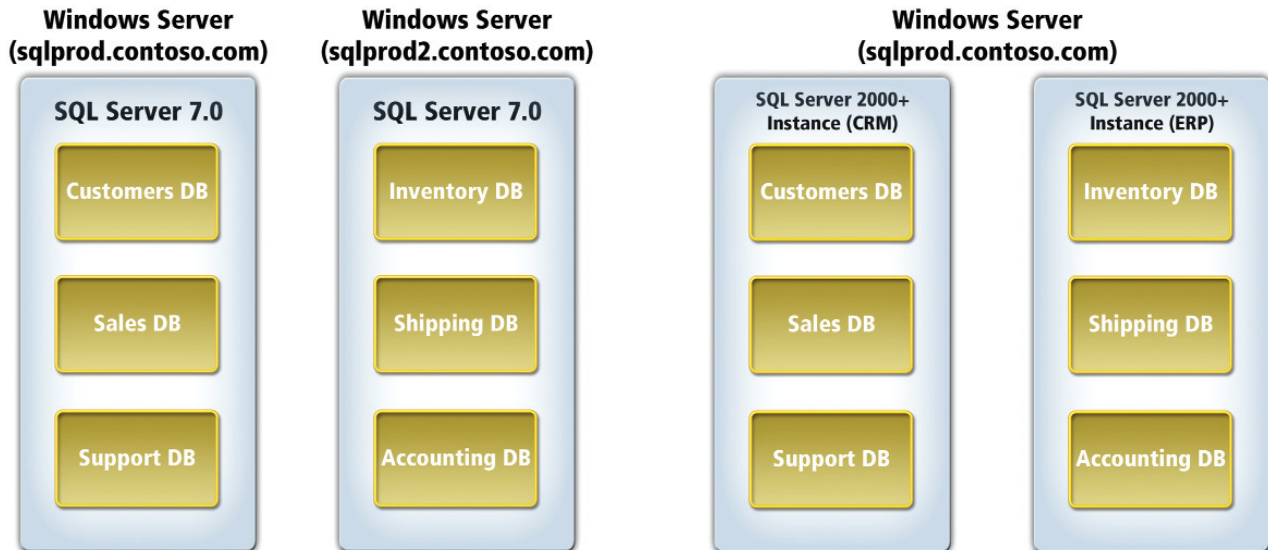 Windows Server
(sqlprod.contoso.com)
SQL Server 7.0
Customers DB
Sales DB
Support DB
Windows Server
(sqlprod2.contoso.com)
SQL Server 7.0
Inventory DB
Shipping DB
Accounting DB
Windows Server
(sqlprod.contoso.com)
SQL Server 2000+
Instance (CRM)
Customers DB
Sales DB
Support DB
SQL Server 2000+
Instance (ERP)
Inventory DB
Shipping DB
Accounting DB